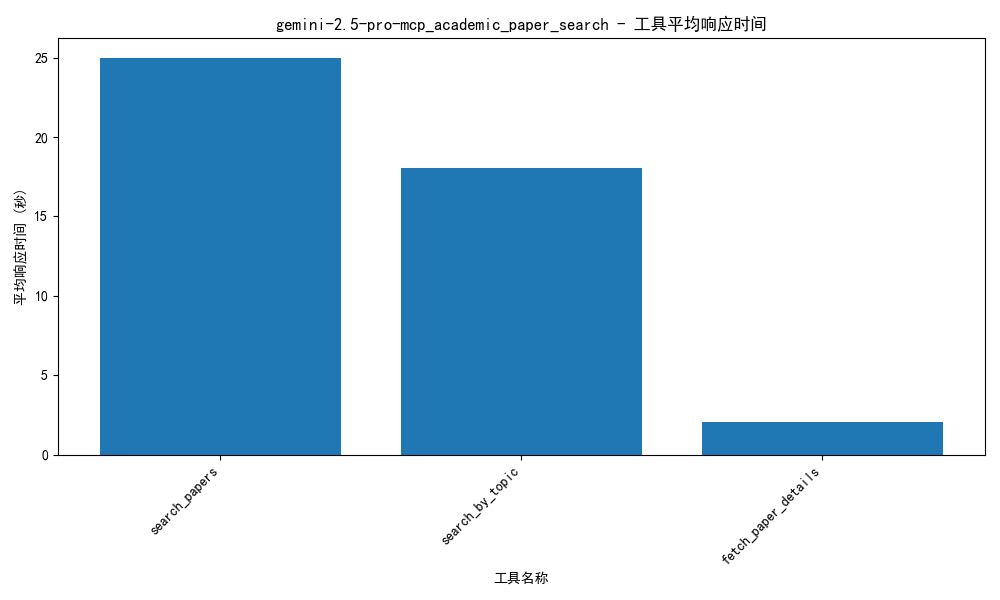 gemini-2.5-pro-mcp_academic_paper_search - 工具平均响应时间
平均响应时间 (秒)
25
20
15
10
5
0
search_papers
search_by_topic
fetch_paper_details
工具名称